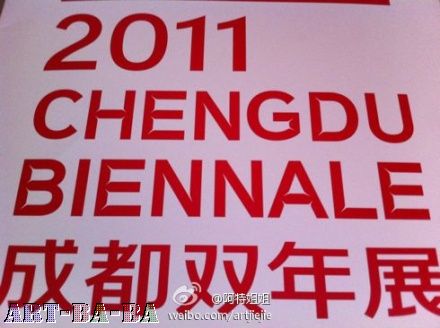 2011
CHENGDU
BIENNALE
成都双年展
ART-BA-BA
@阿特姐姐
weibo.com/artjiejie